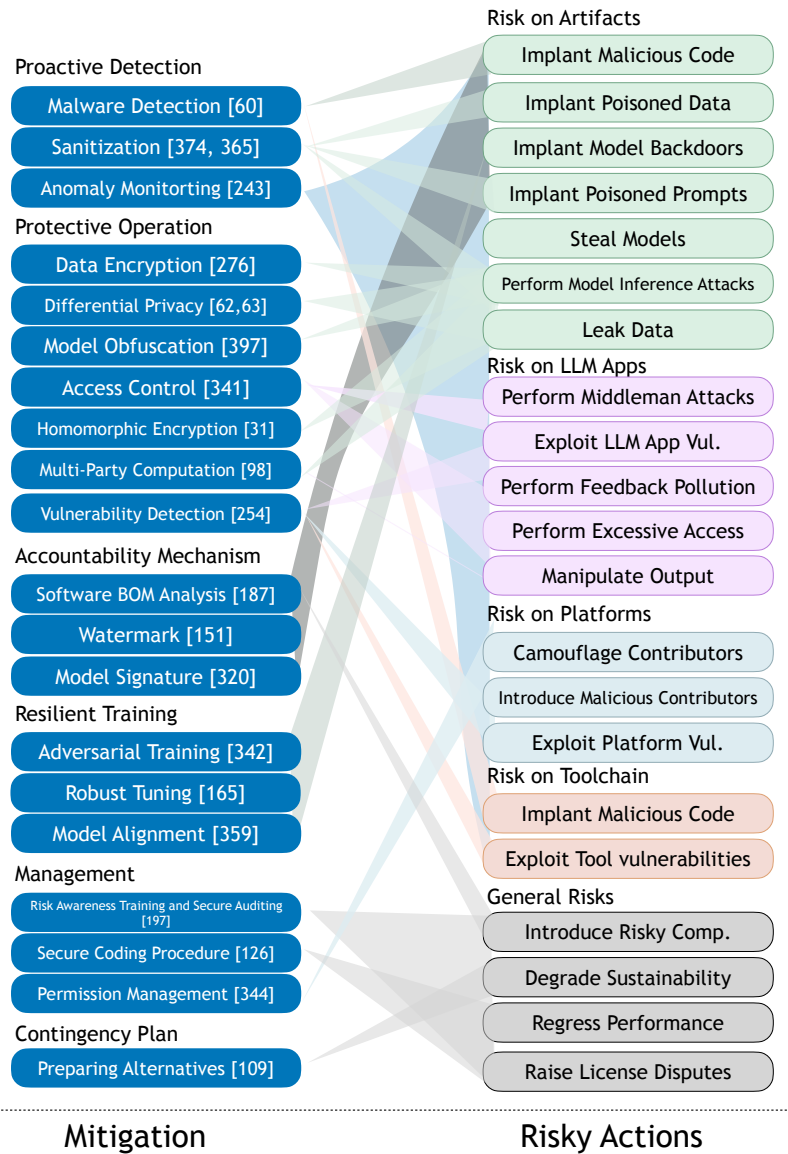 Proactive Detection
Malware Detection [60]
Sanitization [374, 365]
Anomaly Monitorting [243]
Protective Operation
Data Encryption [276]
Differential Privacy [62,63]
Model Obfuscation [397]
Access Control [341]
Homomorphic Encryption [31]
Multi-Party Computation [98]
Vulnerability Detection [254]
Accountability Mechanism
Software BOM Analysis [187]
Watermark [151]
Model Signature [320]
Resilient Training
Adversarial Training [342]
Robust Tuning [165]
Model Alignment [359]
Management
Risk Awareness Training and Secure Auditing
[197]
Secure Coding Procedure [126]
Permission Management [344]
Contingency Plan
Preparing Alternatives [109]
Mitigation
Risk on Artifacts
Implant Malicious Code
Implant Poisoned Data
Implant Model Backdoors
Implant Poisoned Prompts
Steal Models
Perform Model Inference Attacks
Leak Data
Risk on LLM Apps
Perform Middleman Attacks
Exploit LLM App Vul.
Perform Feedback Pollution
Perform Excessive Access
Manipulate Output
Risk on Platforms
Camouflage Contributors
Introduce Malicious Contributors
Exploit Platform Vul.
Risk on Toolchain
Implant Malicious Code
Exploit Tool vulnerabilities
General Risks
Introduce Risky Comp.
Degrade Sustainability
Regress Performance
Raise License Disputes
Risky Actions